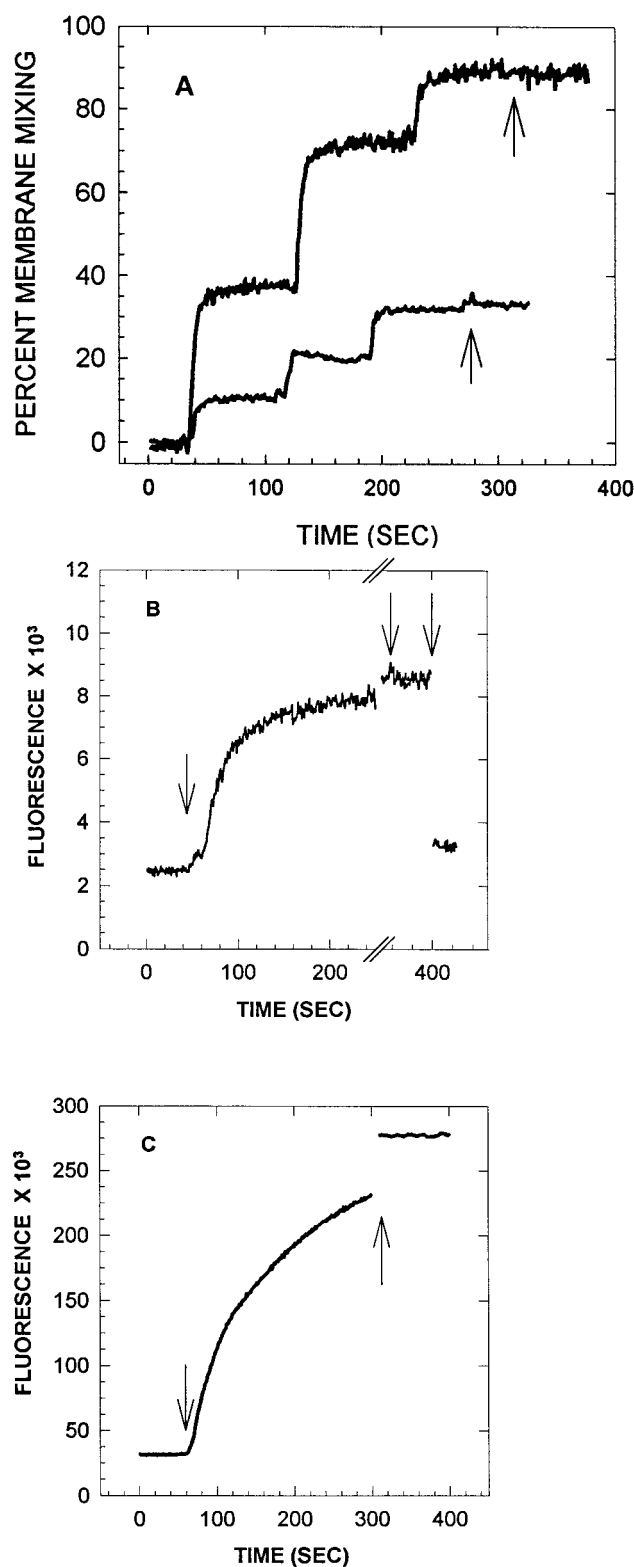 A
PERCENT MEMBRANE MIXING
100
80
60
40
20
0
0 100 200 300 400
TIME (SEC)
B
FLUORESCENCE X 10³
12
10
8
6
4
2
0
0 100 200 400
TIME (SEC)
C
FLUORESCENCE X 10³
300
250
200
150
100
50
0
0 100 200 300 400
TIME (SEC)